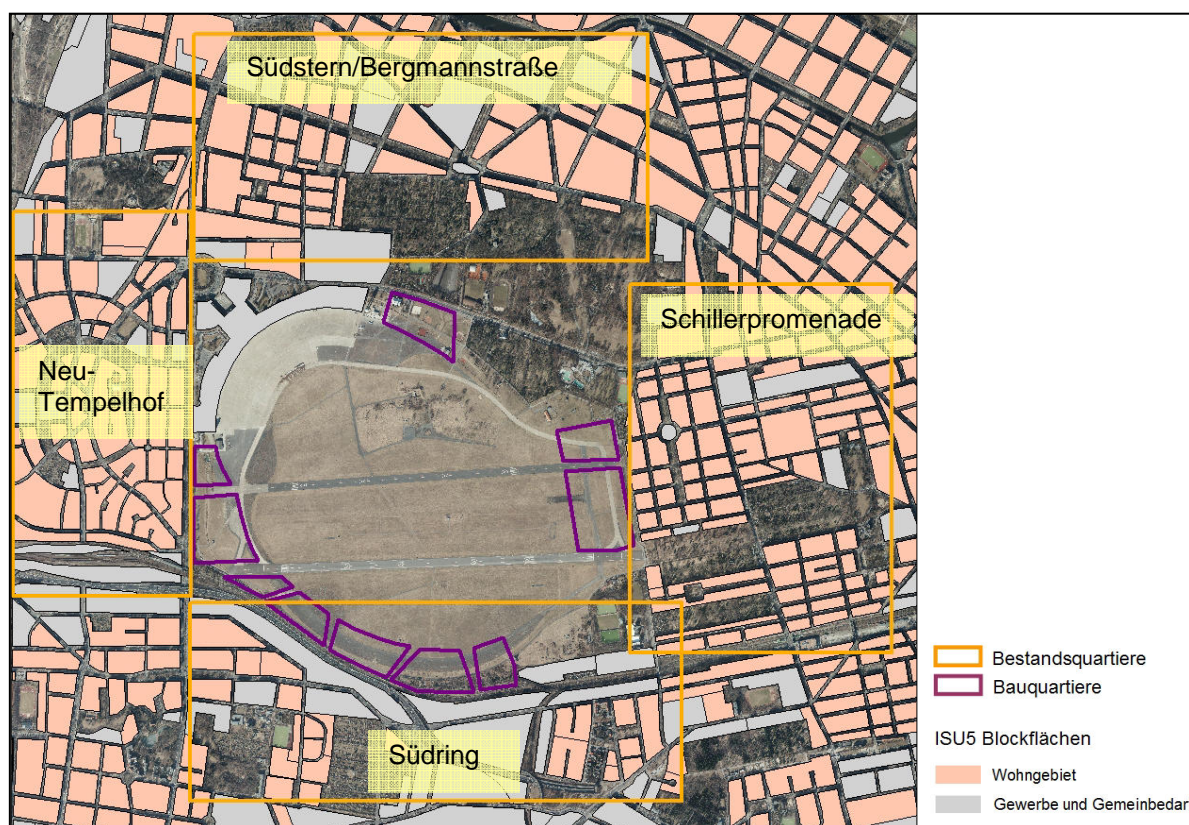 Südstern/Bergmannstraße
Schillerpromenade
Neu-
Tempelhof
Südring
Bestandsquartiere
Bauquartiere
ISU5 Blockflächen
Wohngebiet
Gewerbe und Gemeinbedar